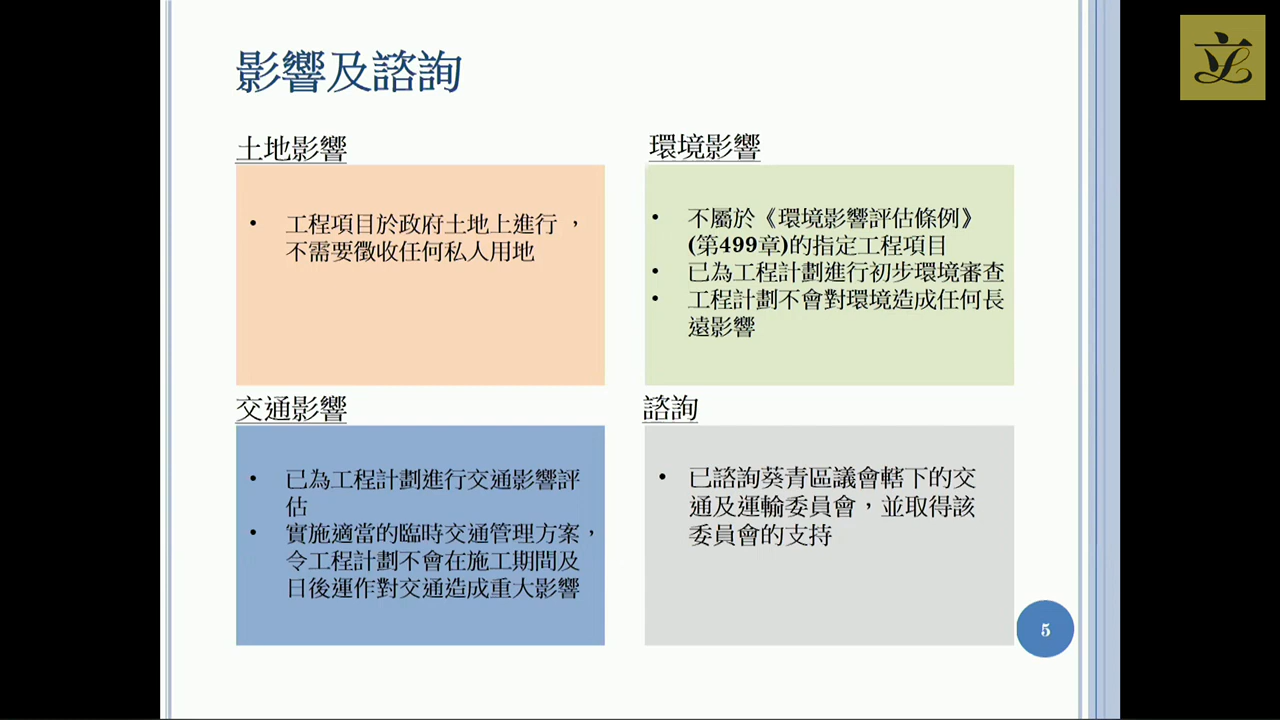 影響及諮詢
土地影響
• 工程項目於政府土地上進行，
不需要徵收任何私人用地
環境影響
• 不屬於《環境影響評估條例》
(第499章)的指定工程項目
• 已為工程計劃進行初步環境審查
• 工程計劃不會對環境造成任何長
遠影響
交通影響
• 已為工程計劃進行交通影響評
估
• 實施適當的臨時交通管理方案，
令工程計劃不會在施工期間及
日後運作對交通造成重大影響
諮詢
• 已諮詢葵青區議會轄下的交
通及運輸委員會，並取得該
委員會的支持
5
立